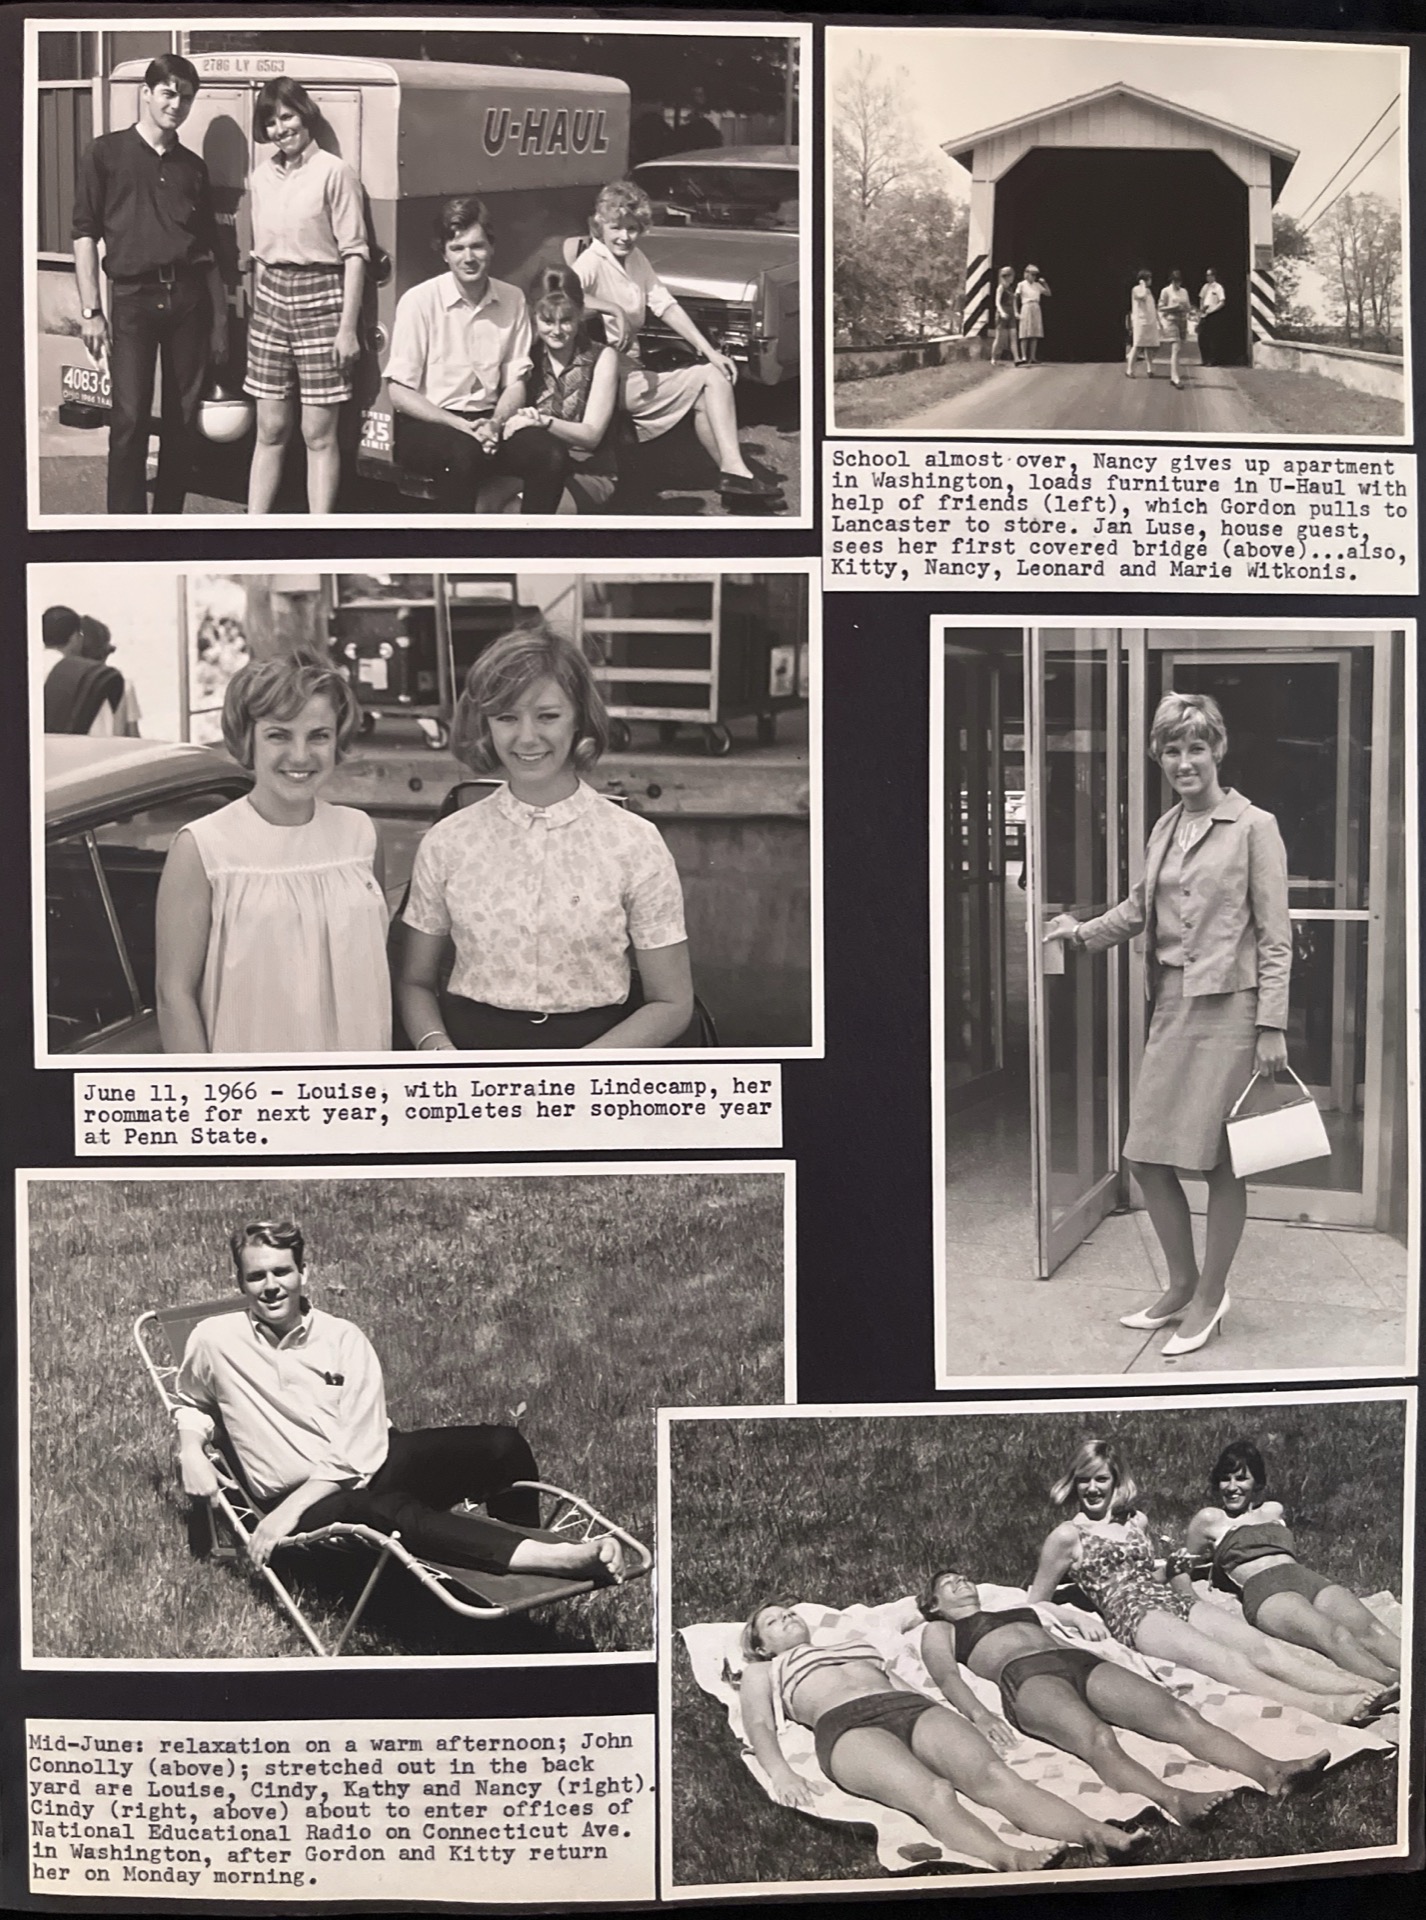 278G LV 6563
U-HAUL
WAY
4083·G
OHIO 1966
SPEED
45
LIMIT
School almost over, Nancy gives up apartment
in Washington, loads furniture in U-Haul with
help of friends (left), which Gordon pulls to
Lancaster to store. Jan Luse, house guest,
sees her first covered bridge (above)...also,
Kitty, Nancy, Leonard and Marie Witkonis.
June 11, 1966 - Louise, with Lorraine Lindecamp, her
roommate for next year, completes her sophomore year
at Penn State.
Mid-June: relaxation on a warm afternoon; John
Connolly (above); stretched out in the back
yard are Louise, Cindy, Kathy and Nancy (right).
Cindy (right, above) about to enter offices of
National Educational Radio on Connecticut Ave.
in Washington, after Gordon and Kitty return
her on Monday morning.